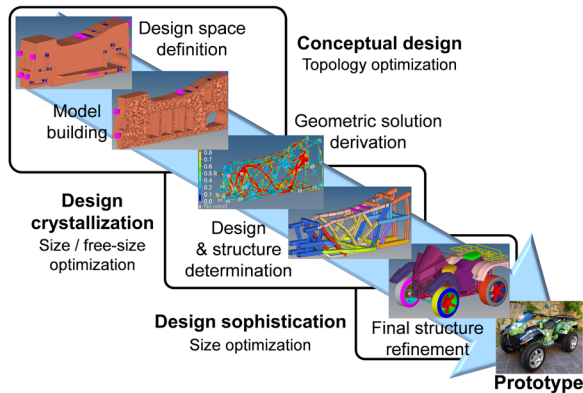 Design space
definition
Conceptual design
Topology optimization
Model
building
Geometric solution
derivation
Design
crystallization
Size / free-size
optimization
Design
& structure
determination
Design sophistication
Size optimization
Final structure
refinement
Prototype